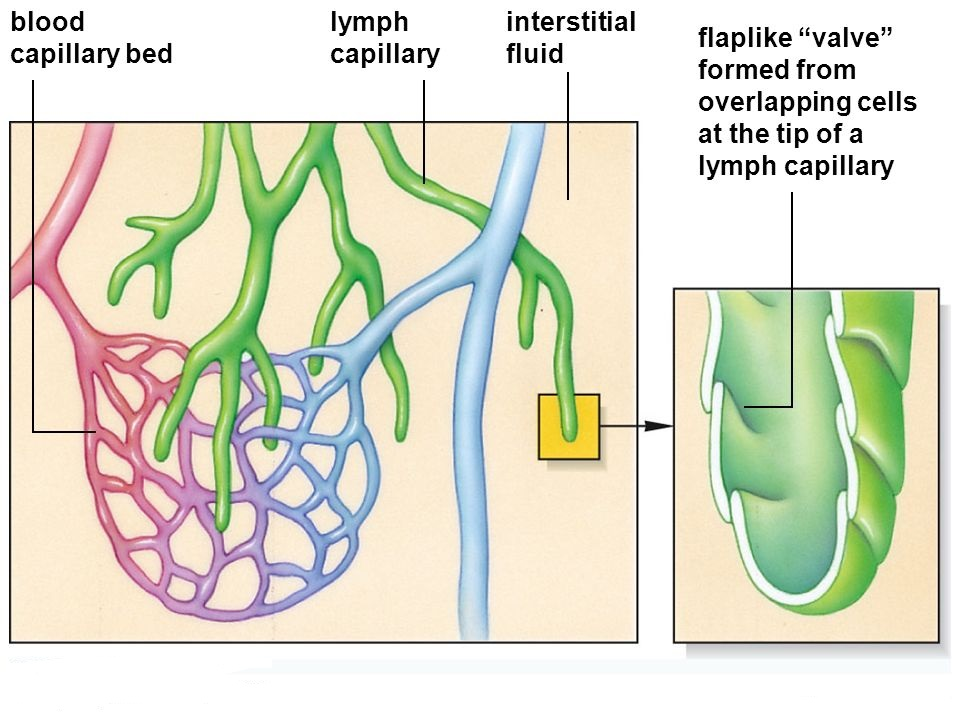 blood
capillary bed
lymph
capillary
interstitial
fluid
flaplike “valve”
formed from
overlapping cells
at the tip of a
lymph capillary